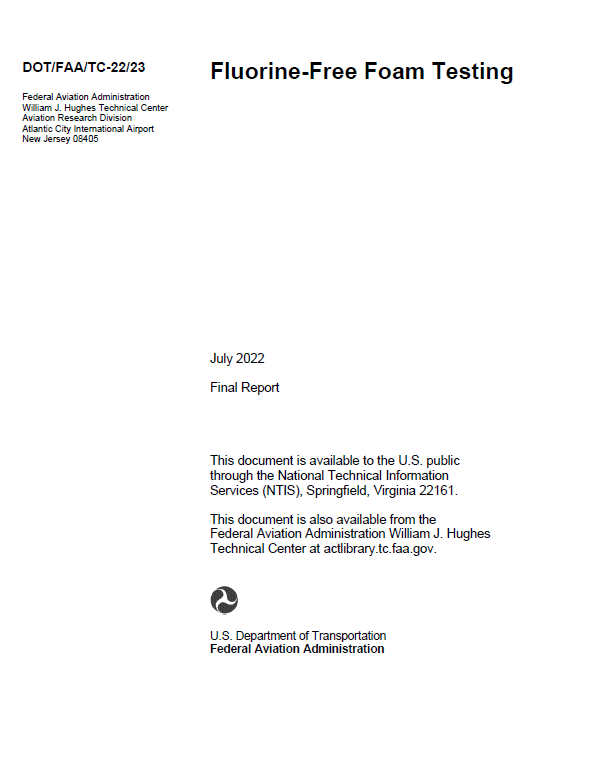 DOT/FAA/TC-22/23
Federal Aviation Administration
William J. Hughes Technical Center
Aviation Research Division
Atlantic City International Airport
New Jersey 08405
Fluorine-Free Foam Testing
July 2022
Final Report
This document is available to the U.S. public
through the National Technical Information
Services (NTIS), Springfield, Virginia 22161.
This document is also available from the
Federal Aviation Administration William J. Hughes
Technical Center at actlibrary.tc.faa.gov.
U.S. Department of Transportation
Federal Aviation Administration